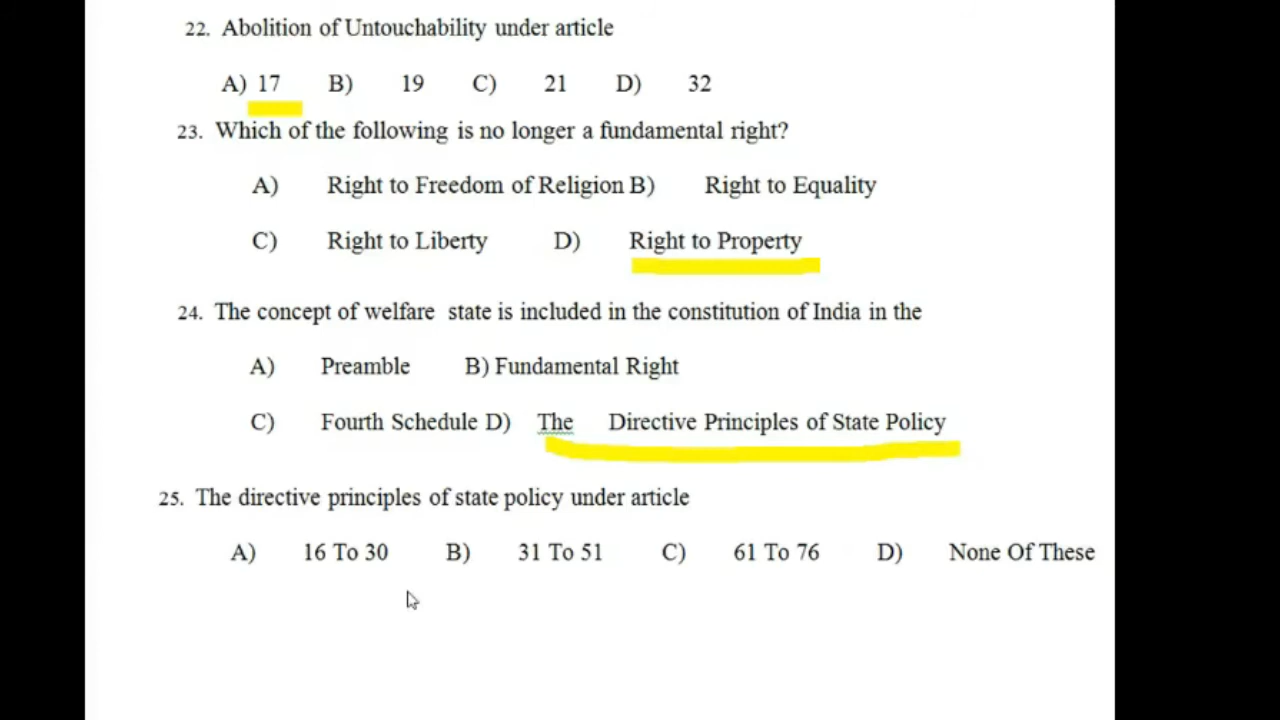 22. Abolition of Untouchability under article
A) 17 B) 19 C) 21 D) 32
23. Which of the following is no longer a fundamental right?
A) Right to Freedom of Religion B) Right to Equality
C) Right to Liberty D) Right to Property
24. The concept of welfare state is included in the constitution of India in the
A) Preamble B) Fundamental Right
C) Fourth Schedule D) The Directive Principles of State Policy
25. The directive principles of state policy under article
A) 16 To 30 B) 31 To 51 C) 61 To 76 D) None Of These